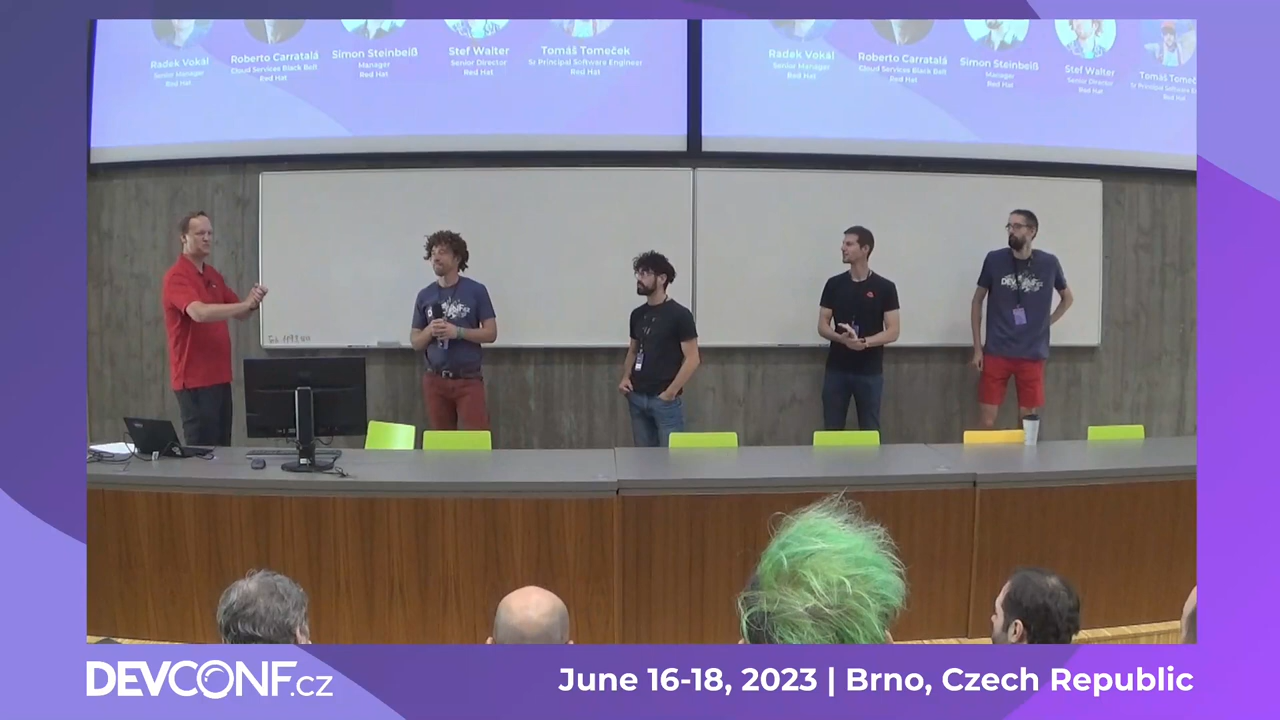 Radek Vokál
Senior Manager
Red Hat
Roberto Carratalá
Cloud Services Black Belt
Red Hat
Simon Steinbeiß
Manager
Red Hat
Stef Walter
Senior Director
Red Hat
Tomáš Tomeček
Sr Principal Software Engineer
Red Hat
Radek Vokál
Senior Manager
Red Hat
Roberto Carratalá
Cloud Services Black Belt
Red Hat
Simon Steinbeiß
Manager
Red Hat
Stef Walter
Senior Director
Red Hat
Tomáš Tomeč
Sr Principal Software E
Red Hat
DEVCONF.cz
June 16-18, 2023 | Brno, Czech Republic